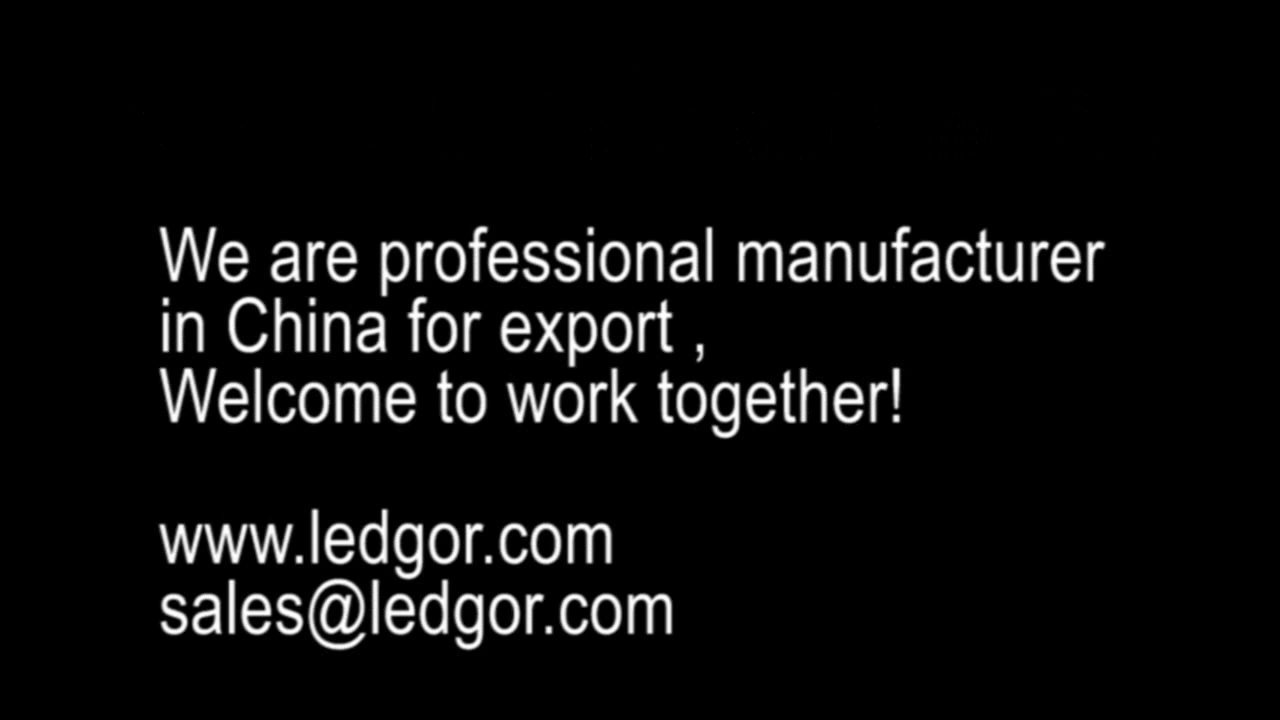 We are professional manufacturer
in China for export ,
Welcome to work together!
www.ledgor.com
sales@ledgor.com